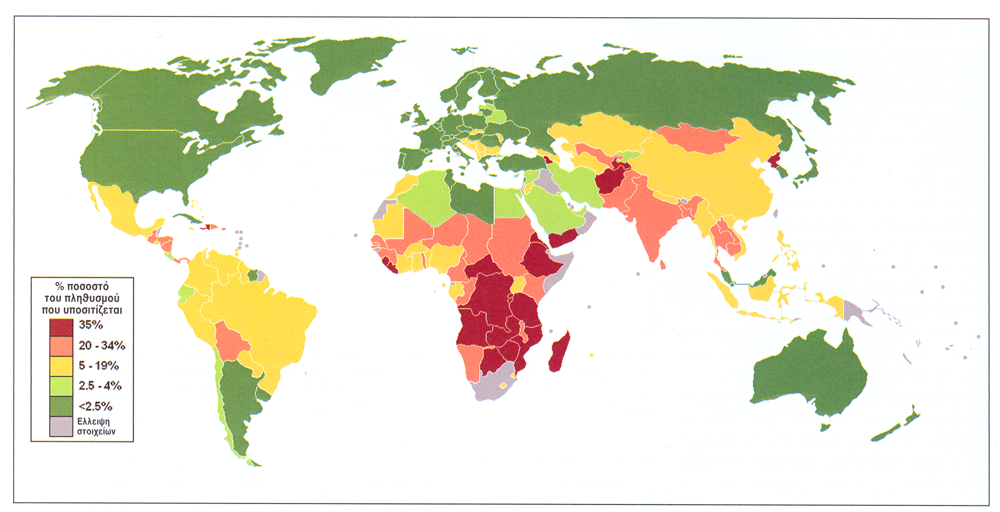 % ποσοστό
του πληθυσμού
που υποσιτίζεται
35%
20 - 34%
5 - 19%
2.5 - 4%
<2.5%
Ελλειψη
στοιχείων